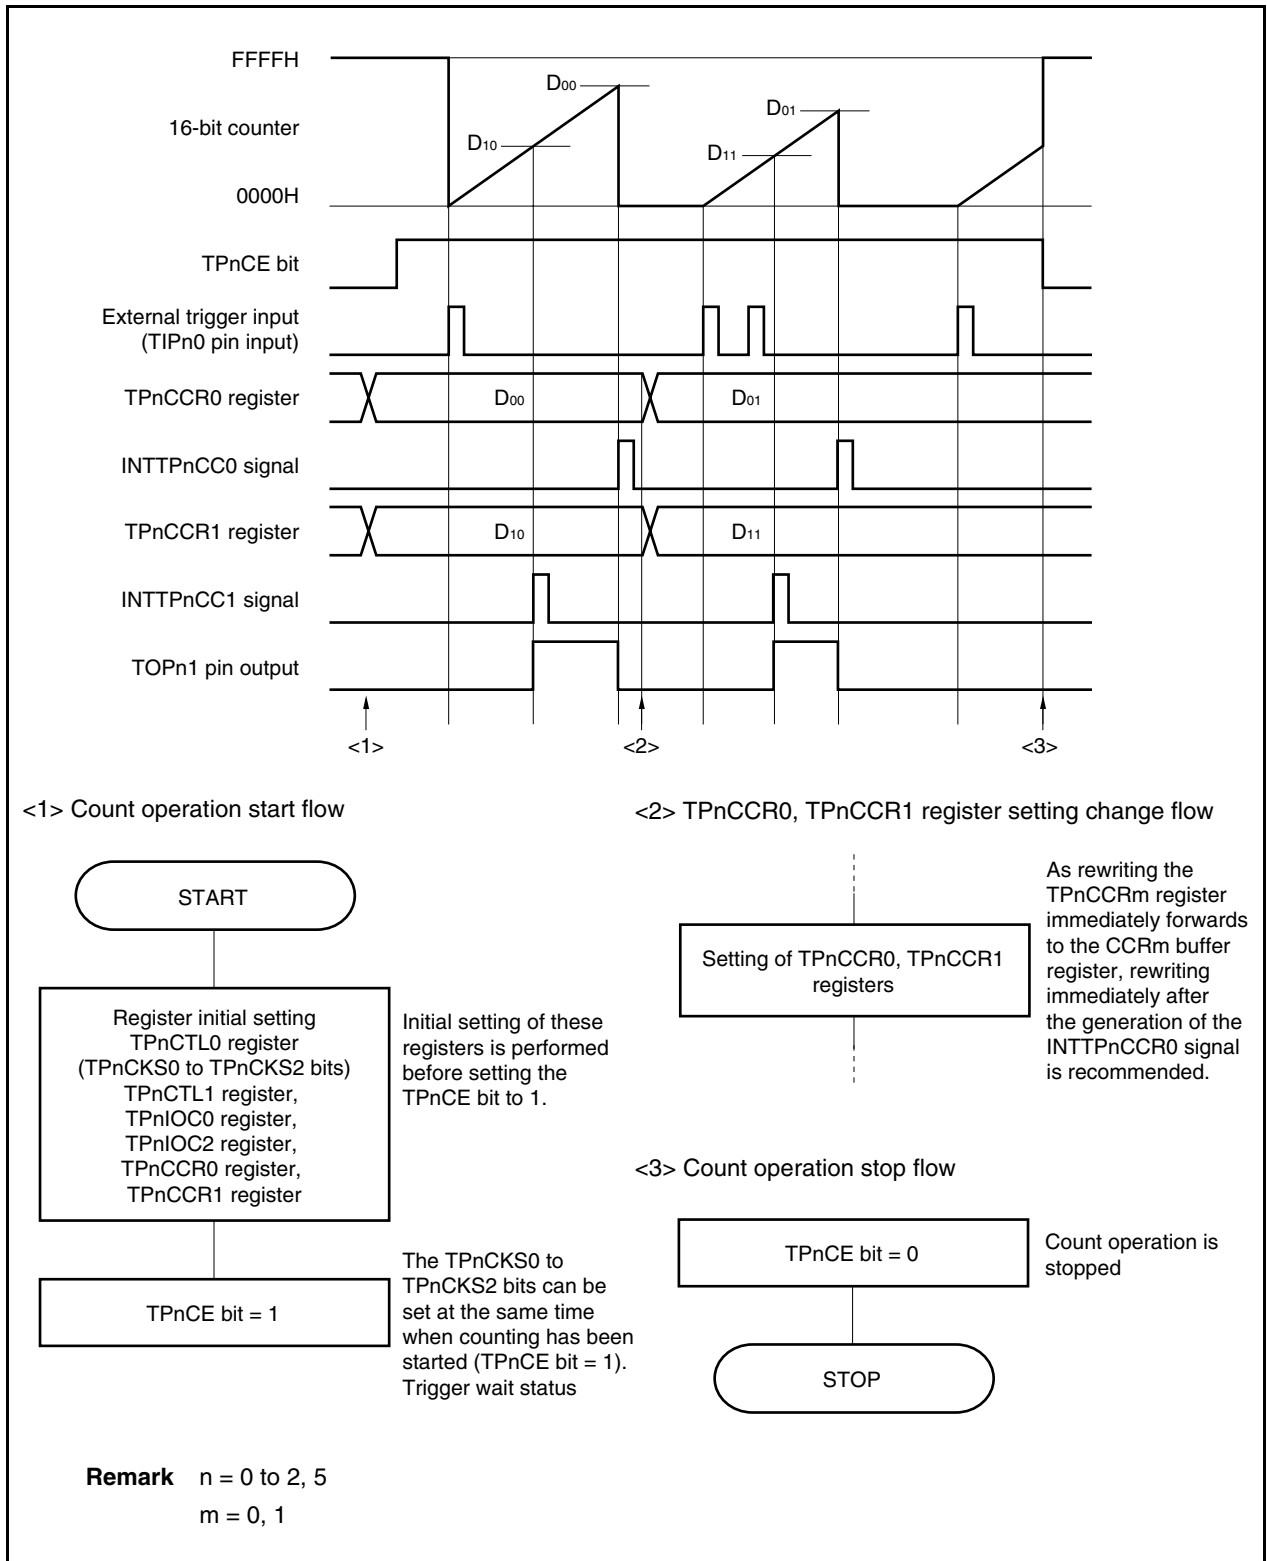 FFFFH
D00
D01
16-bit counter
D10
D11
0000H
TPnCE bit
External trigger input
(TIPn0 pin input)
TPnCCR0 register
D00
D01
INTTPnCC0 signal
TPnCCR1 register
D10
D11
INTTPnCC1 signal
TOPn1 pin output
<1>
<2>
<3>
<1> Count operation start flow
START
Register initial setting
TPnCTL0 register
(TPnCKS0 to TPnCKS2 bits)
TPnCTL1 register,
TPnIOC0 register,
TPnIOC2 register,
TPnCCR0 register,
TPnCCR1 register
Initial setting of these
registers is performed
before setting the
TPnCE bit to 1.
TPnCE bit = 1
The TPnCKS0 to
TPnCKS2 bits can be
set at the same time
when counting has been
started (TPnCE bit = 1).
Trigger wait status
<2> TPnCCR0, TPnCCR1 register setting change flow
Setting of TPnCCR0, TPnCCR1
registers
As rewriting the
TPnCCRm register
immediately forwards
to the CCRm buffer
register, rewriting
immediately after
the generation of the
INTTPnCCR0 signal
is recommended.
<3> Count operation stop flow
TPnCE bit = 0
Count operation is
stopped
STOP
Remark n = 0 to 2, 5
m = 0, 1